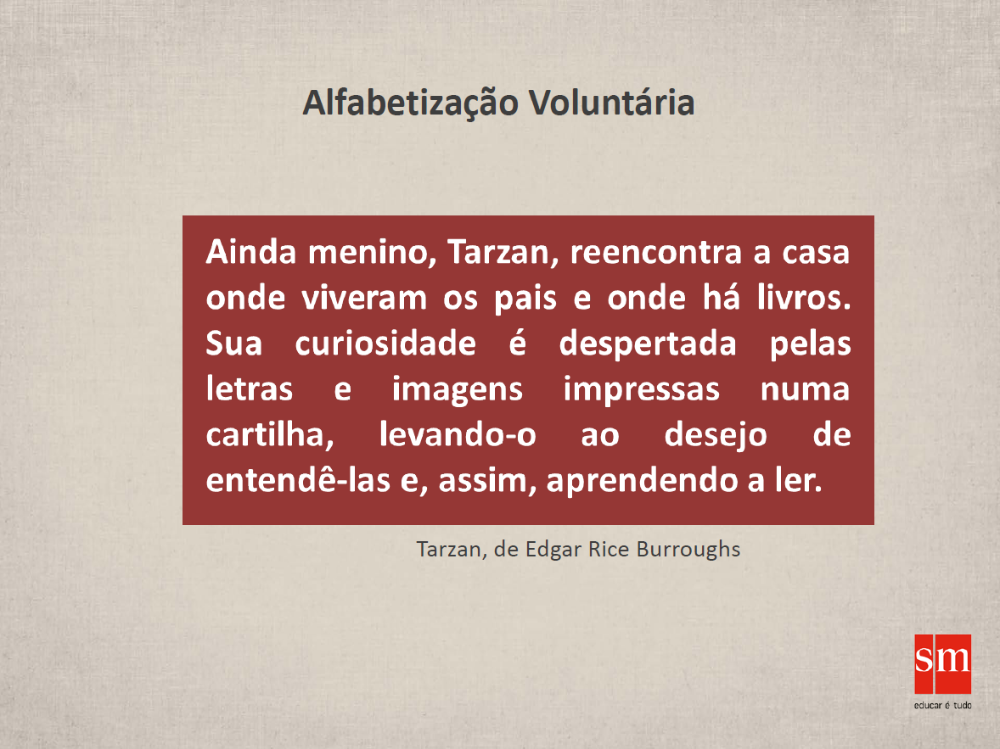 Alfabetização Voluntária
Ainda menino, Tarzan, reencontra a casa
onde viveram os pais e onde há livros.
Sua curiosidade é despertada pelas
letras e imagens impressas numa
cartilha, levando-o ao desejo de
entendê-las e, assim, aprendendo a ler.
Tarzan, de Edgar Rice Burroughs
sm
educar é tudo